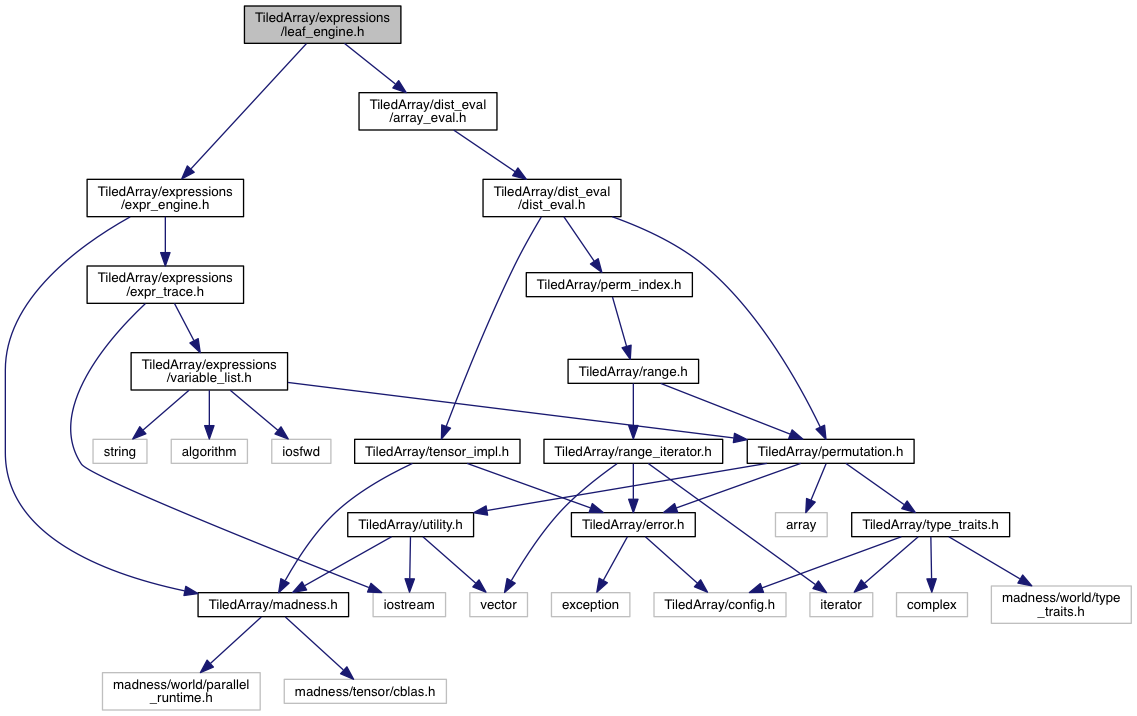 TiledArray/expressions
/leaf_engine.h
TiledArray/dist_eval
/array_eval.h
TiledArray/expressions
/expr_engine.h
TiledArray/dist_eval
/dist_eval.h
TiledArray/expressions
/expr_trace.h
TiledArray/perm_index.h
TiledArray/expressions
/variable_list.h
TiledArray/range.h
string
algorithm
iosfwd
TiledArray/tensor_impl.h
TiledArray/range_iterator.h
TiledArray/permutation.h
TiledArray/utility.h
TiledArray/error.h
array
TiledArray/type_traits.h
TiledArray/madness.h
iostream
vector
exception
TiledArray/config.h
iterator
complex
madness/world/type
_traits.h
madness/world/parallel
_runtime.h
madness/tensor/cblas.h